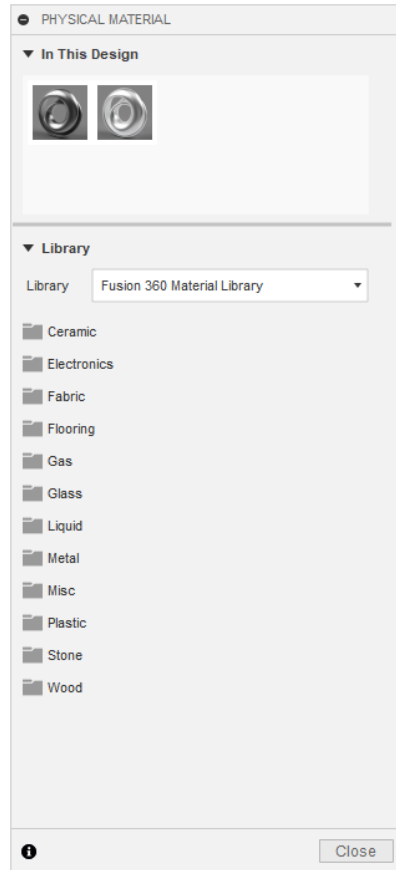 PHYSICAL MATERIAL
In This Design
Library
Library Fusion 360 Material Library
Ceramic
Electronics
Fabric
Flooring
Gas
Glass
Liquid
Metal
Misc
Plastic
Stone
Wood
Close